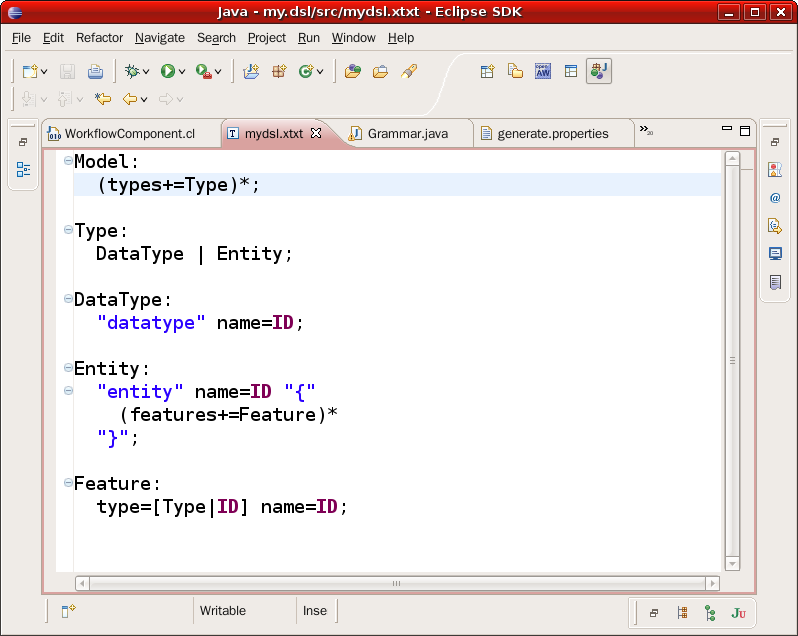 Java - my.dsl/src/mydsl.xtxt - Eclipse SDK
File Edit Refactor Navigate Search Project Run Window Help
WorkflowComponent.cl mydsl.xtxt Grammar.java generate.properties
Model:
(types+=Type)*;
Type:
DataType | Entity;
DataType:
"datatype" name=ID;
Entity:
"entity" name=ID "{"
(features+=Feature)*
"}";
Feature:
type=[Type|ID] name=ID;
Writable Inse